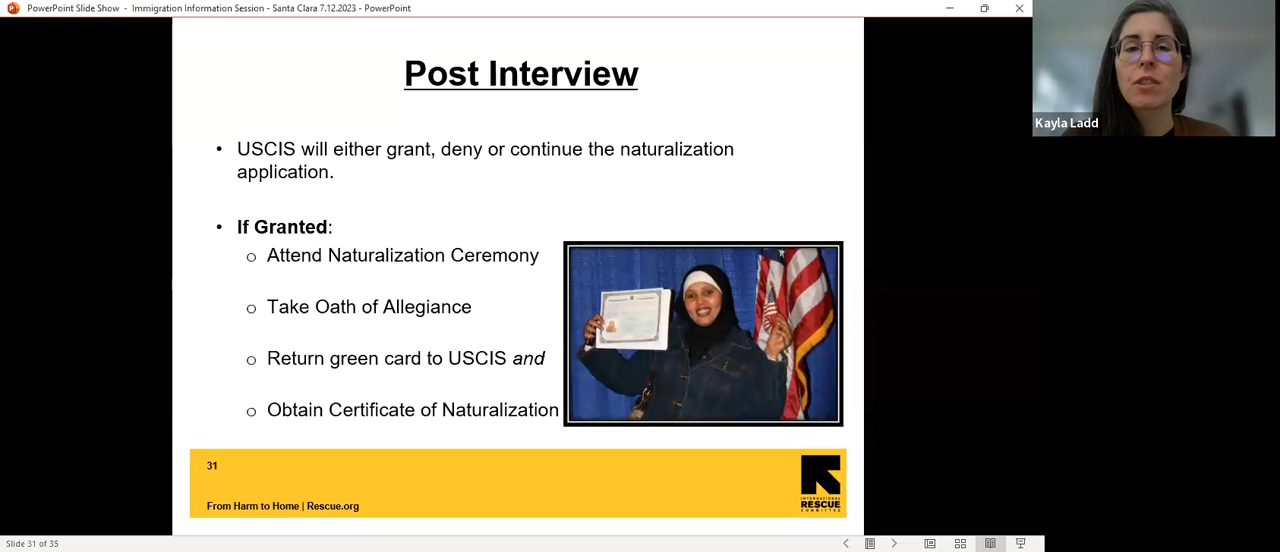 PowerPoint Slide Show - Immigration Information Session - Santa Clara 7.12.2023 - PowerPoint
Kayla Ladd
Post Interview
• USCIS will either grant, deny or continue the naturalization
application.
• If Granted:
o Attend Naturalization Ceremony
o Take Oath of Allegiance
o Return green card to USCIS and
o Obtain Certificate of Naturalization
31
From Harm to Home | Rescue.org
INTERNATIONAL
RESCUE
COMMITTEE
Slide 31 of 35